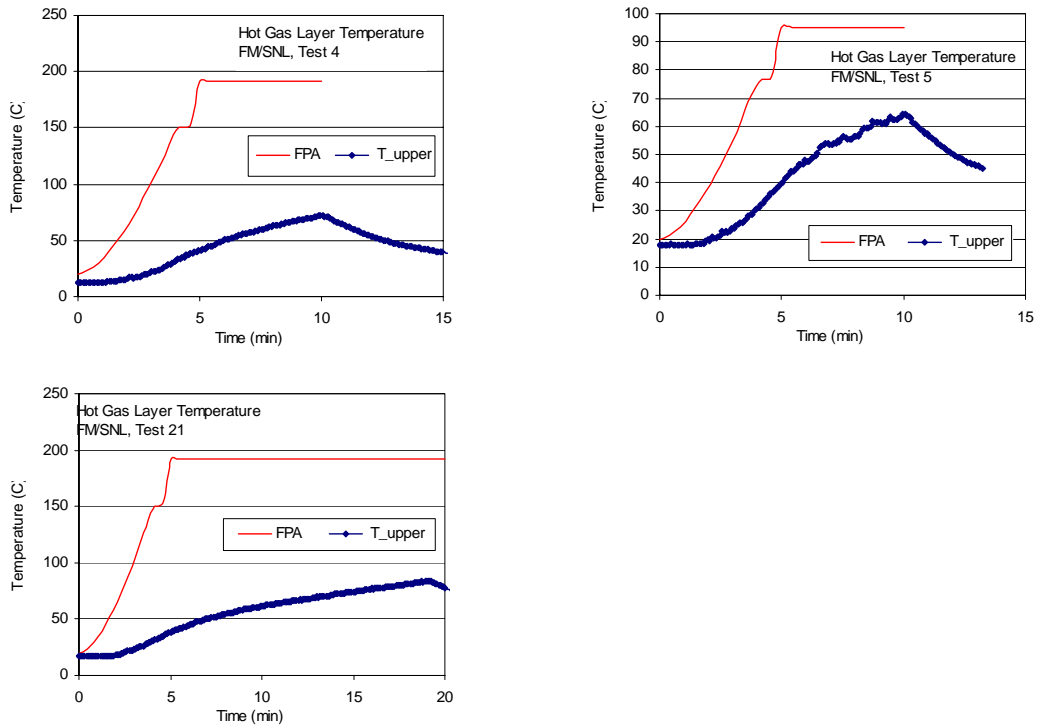 250
200
150
100
50
0
Temperature (C)
Hot Gas Layer Temperature
FM/SNL, Test 4
FPA T_upper
0 5 10 15
Time (min)
100
90
80
70
60
50
40
30
20
10
0
Temperature (C)
Hot Gas Layer Temperature
FM/SNL, Test 5
FPA T_upper
0 5 10 15
Time (min)
250
200
150
100
50
0
Temperature (C)
Hot Gas Layer Temperature
FM/SNL, Test 21
FPA T_upper
0 5 10 15 20
Time (min)